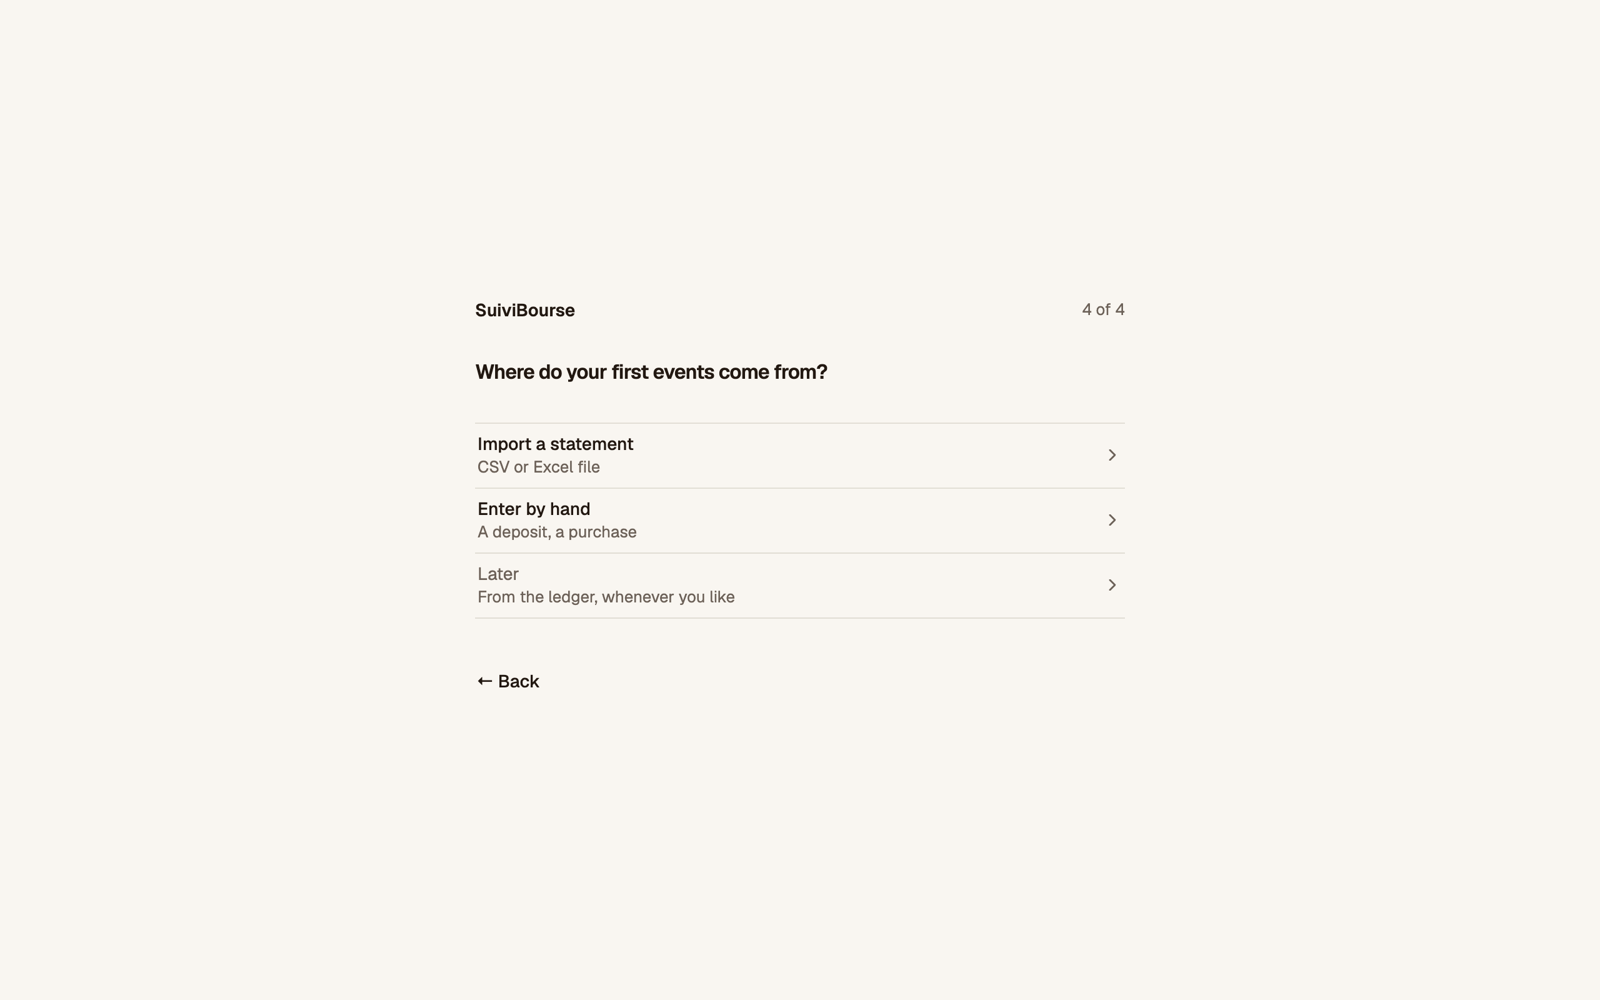 SuiviBourse
4 of 4
Where do your first events come from?
Import a statement
CSV or Excel file
Enter by hand
A deposit, a purchase
Later
From the ledger, whenever you like
← Back